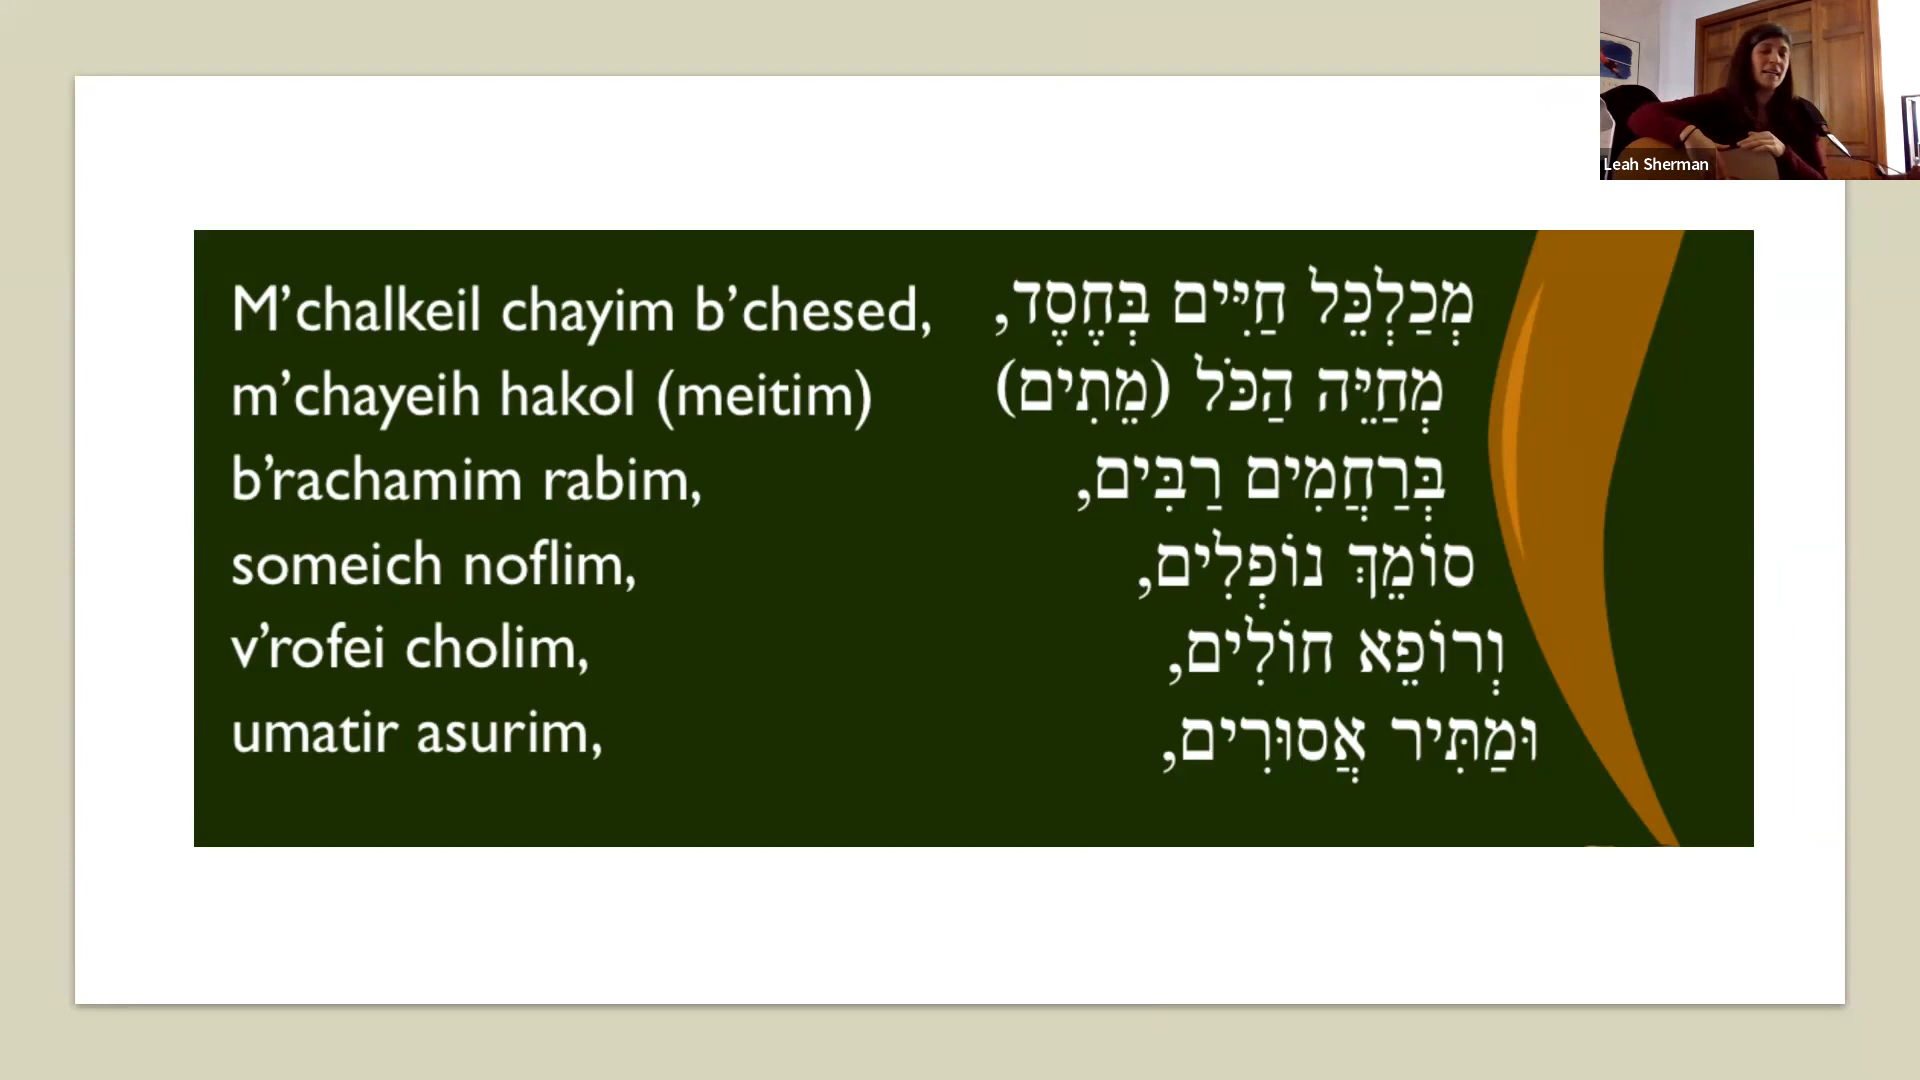 Leah Sherman
M’chalkeil chayim b’chesed,
m’chayeih hakol (meitim)
b’rachamim rabim,
someich noflim,
v’rofei cholim,
umatir asurim,
מְכַלְכֵּל חַיִּים בְּחֶסֶד,
מְחַיֵּה הַכֹּל (מֵתִים)
בְּרַחֲמִים רַבִּים,
סוֹמֵךְ נוֹפְלִים,
וְרוֹפֵא חוֹלִים,
וּמַתִּיר אֲסוּרִים,